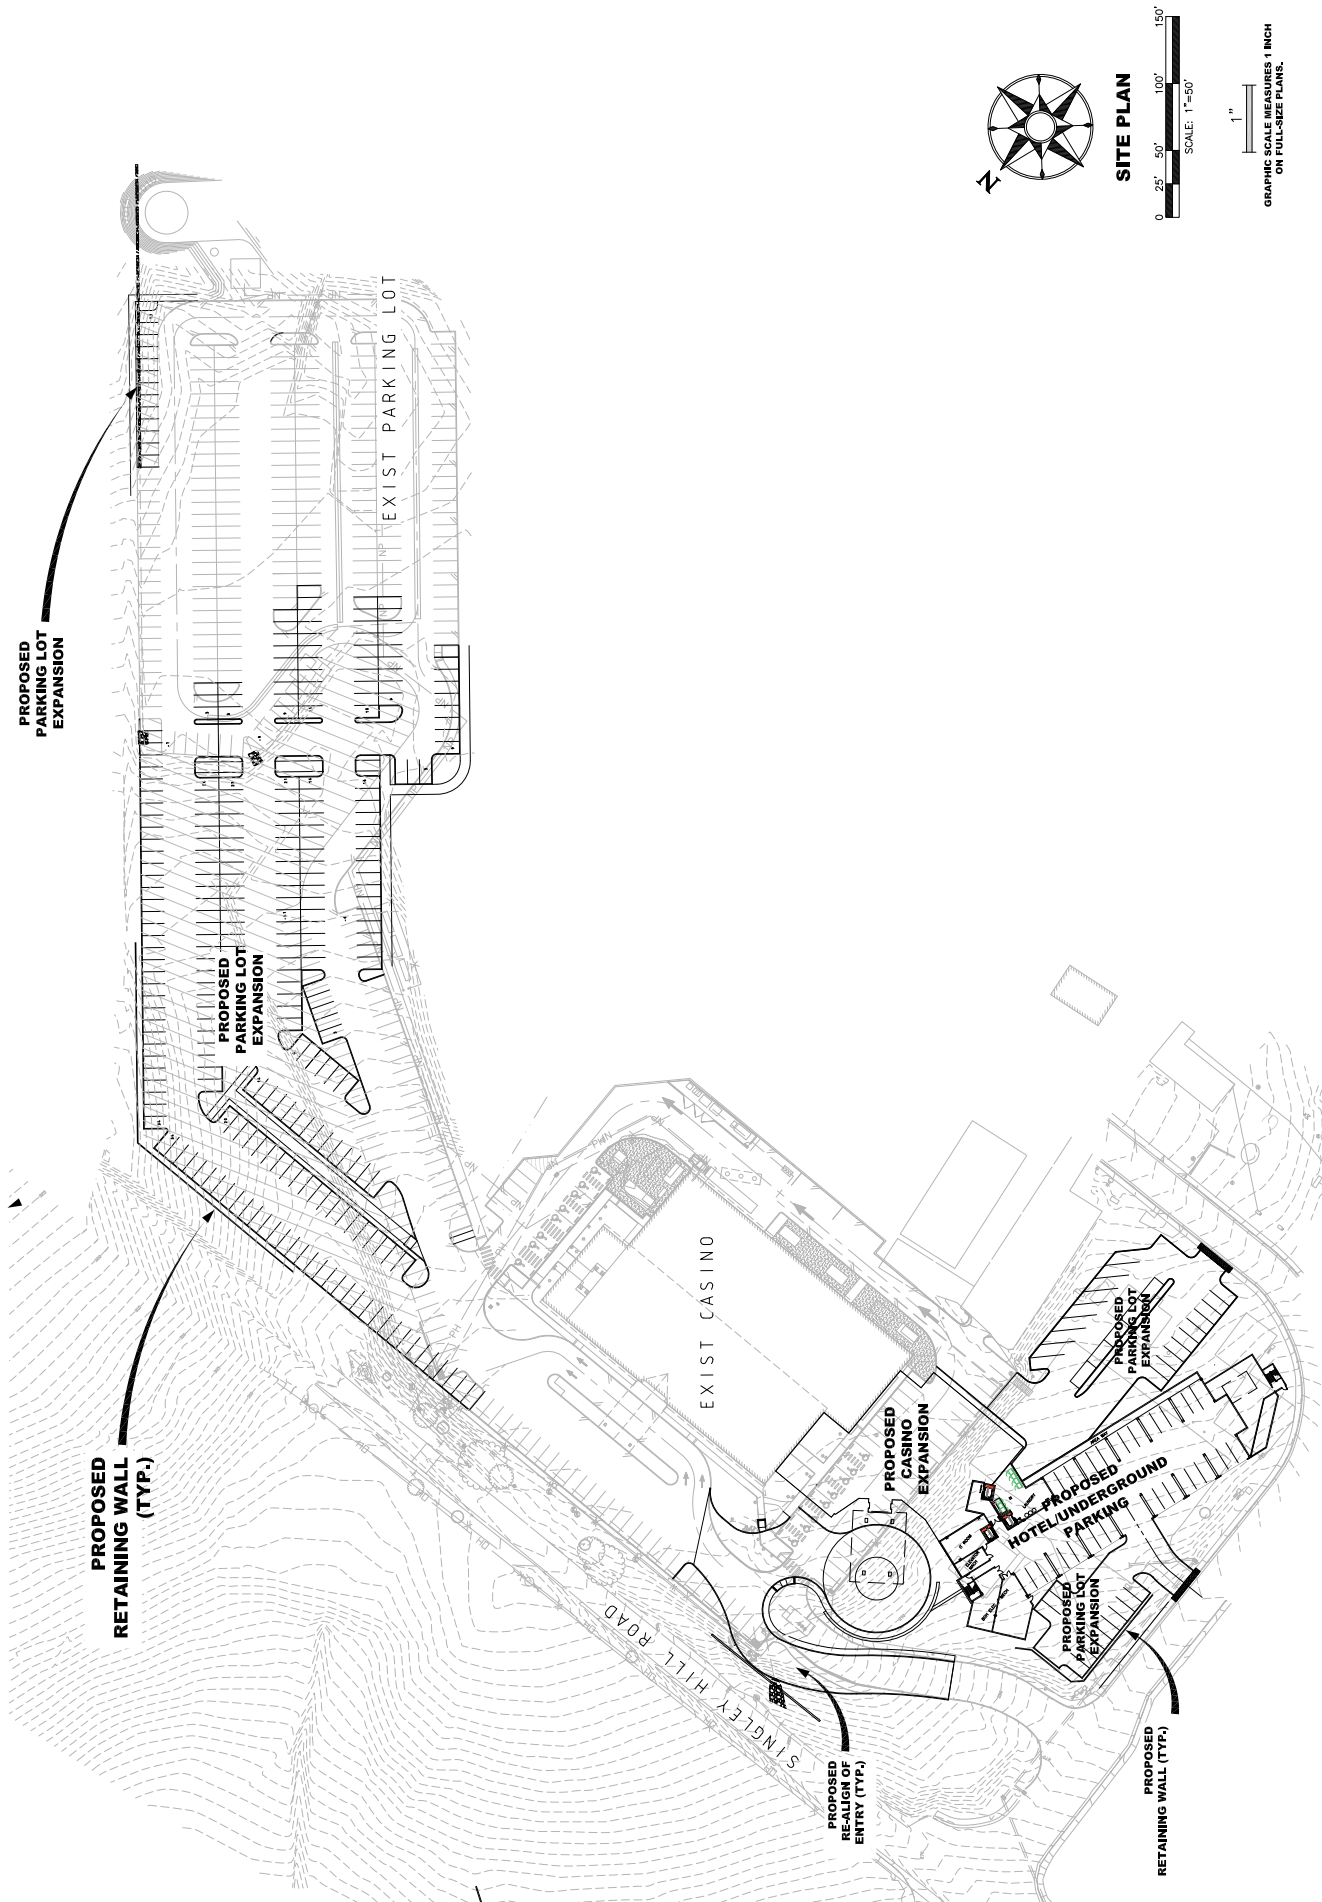 N
SITE PLAN
0 25' 50' 100' 150'
SCALE: 1"=50'
1"
GRAPHIC SCALE MEASURES 1 INCH
ON FULL-SIZE PLANS.
EXIST PARKING LOT
PROPOSED
PARKING LOT
EXPANSION
PROPOSED
PARKING LOT
EXPANSION
PROPOSED
RETAINING WALL
(TYP.)
EXIST CASINO
PROPOSED
CASINO
EXPANSION
PROPOSED
PARKING LOT
EXPANSION
PROPOSED
HOTEL/UNDERGROUND
PARKING
PROPOSED
PARKING LOT
EXPANSION
SINGLEY HILL ROAD
PROPOSED
RE-ALIGN OF
ENTRY (TYP.)
PROPOSED
RETAINING WALL (TYP.)